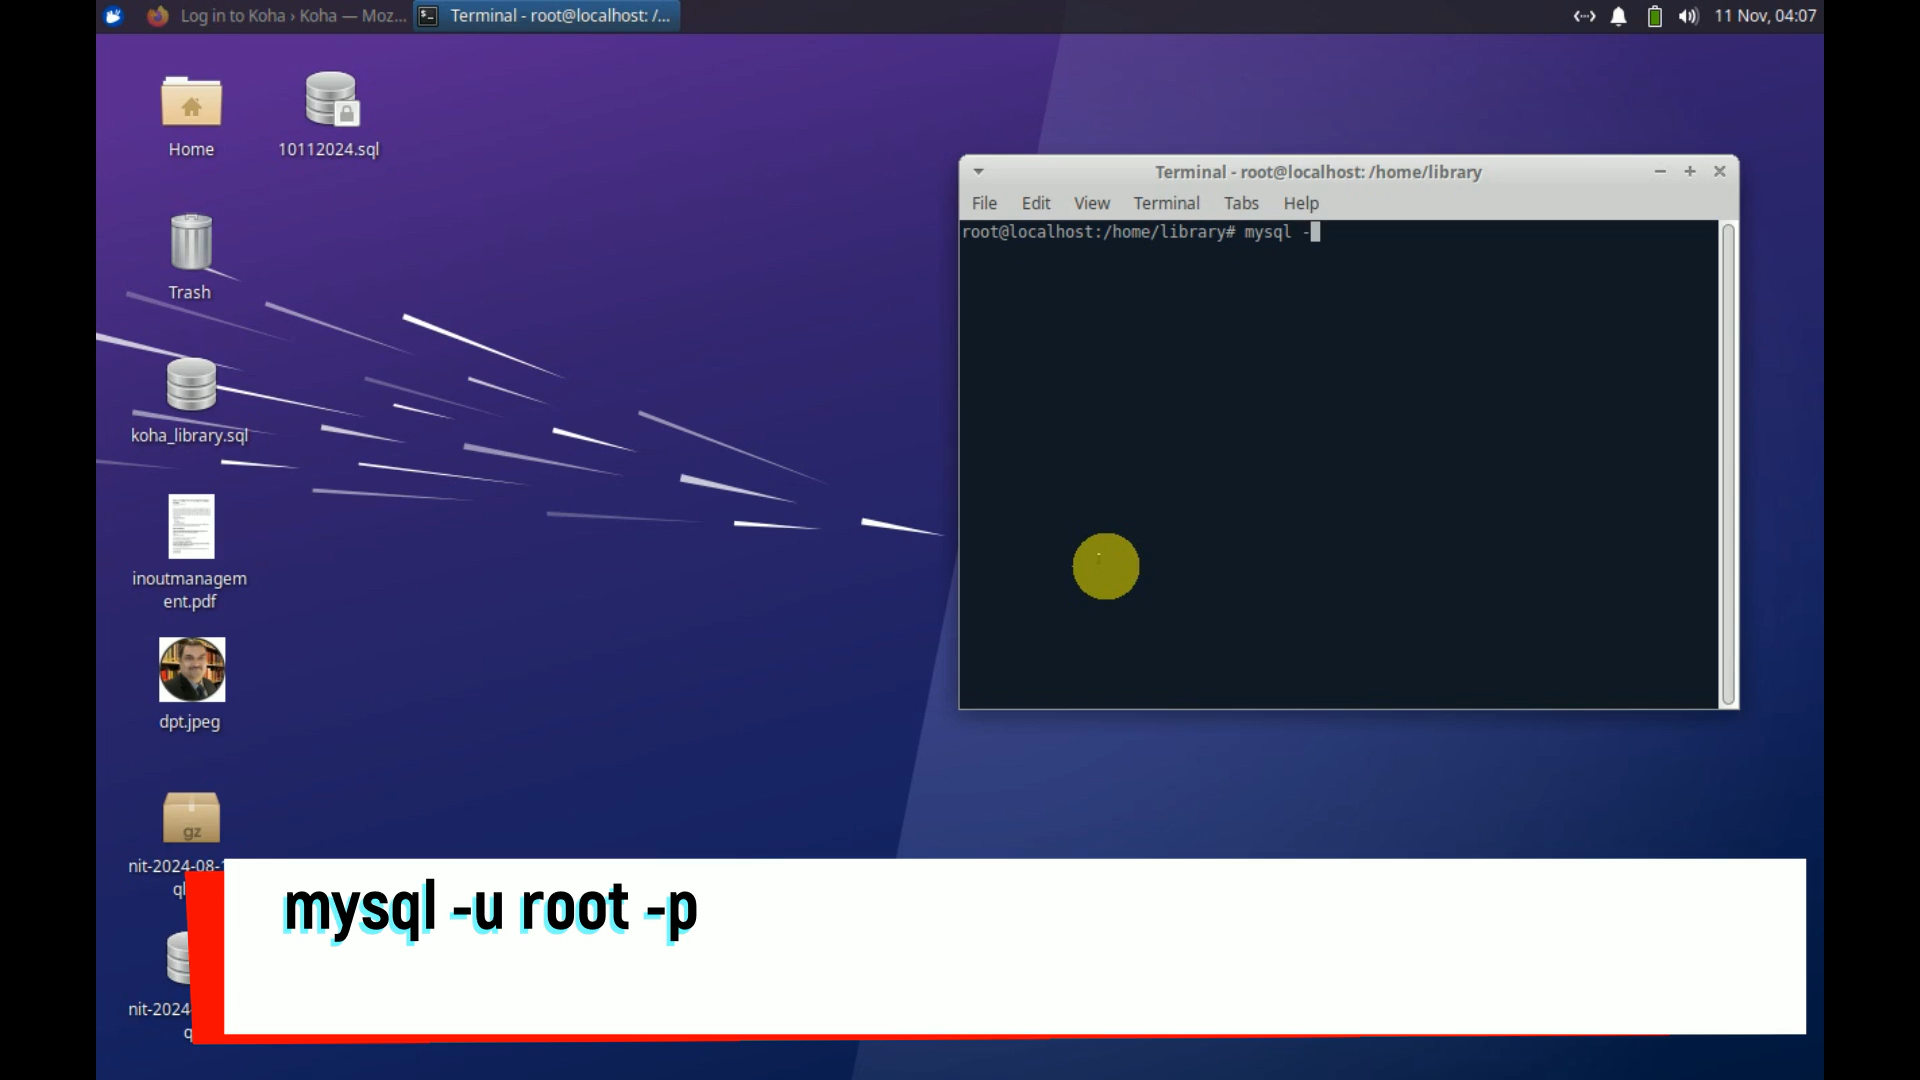 Log in to Koha › Koha — Moz...
Terminal - root@localhost: /...
11 Nov, 04:07
Home
10112024.sql
Trash
koha_library.sql
inoutmanagem
ent.pdf
dpt.jpeg
gz
nit-2024-08-
nit-2024
Terminal - root@localhost: /home/library
File Edit View Terminal Tabs Help
root@localhost:/home/library# mysql -
mysql -u root -p